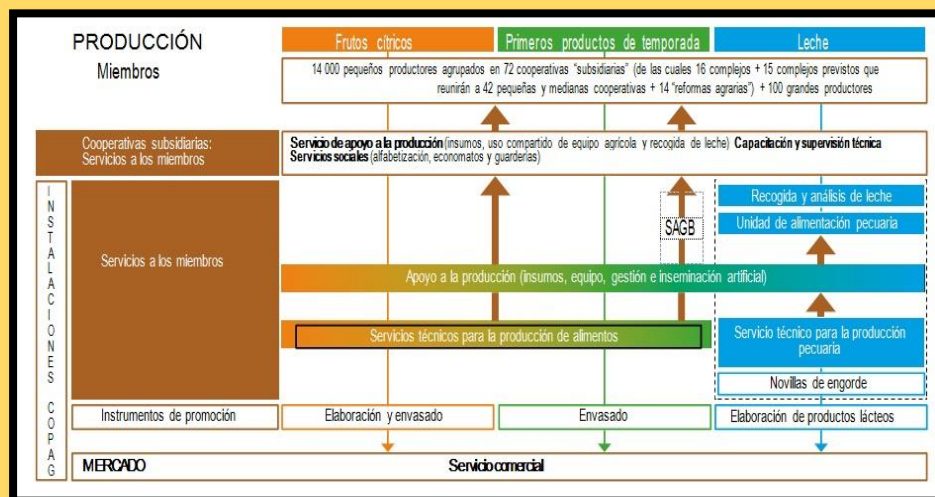 PRODUCCIÓN
Miembros
Frutos cítricos
Primeros productos de temporada
Leche
14 000 pequeños productores agrupados en 72 cooperativas “subsidiarias” (de las cuales 16 complejos + 15 complejos previstos que
reunirán a 42 pequeñas y medianas cooperativas + 14 “reformas agrarias”) + 100 grandes productores
Cooperativas subsidiarias:
Servicios a los miembros
Servicio de apoyo a la producción (insumos, uso compartido de equipo agrícola y recogida de leche) Capacitación y supervisión técnica
Servicios sociales (alfabetización, economatos y guarderías)
INSTALACIONES COPAG
Servicios a los miembros
Recogida y análisis de leche
Unidad de alimentación pecuaria
SAGB
Apoyo a la producción (insumos, equipo, gestión e inseminación artificial)
Servicios técnicos para la producción de alimentos
Servicio técnico para la producción
pecuaria
Novillas de engorde
Instrumentos de promoción
Elaboración y envasado
Envasado
Elaboración de productos lácteos
MERCADO
Servicio comercial